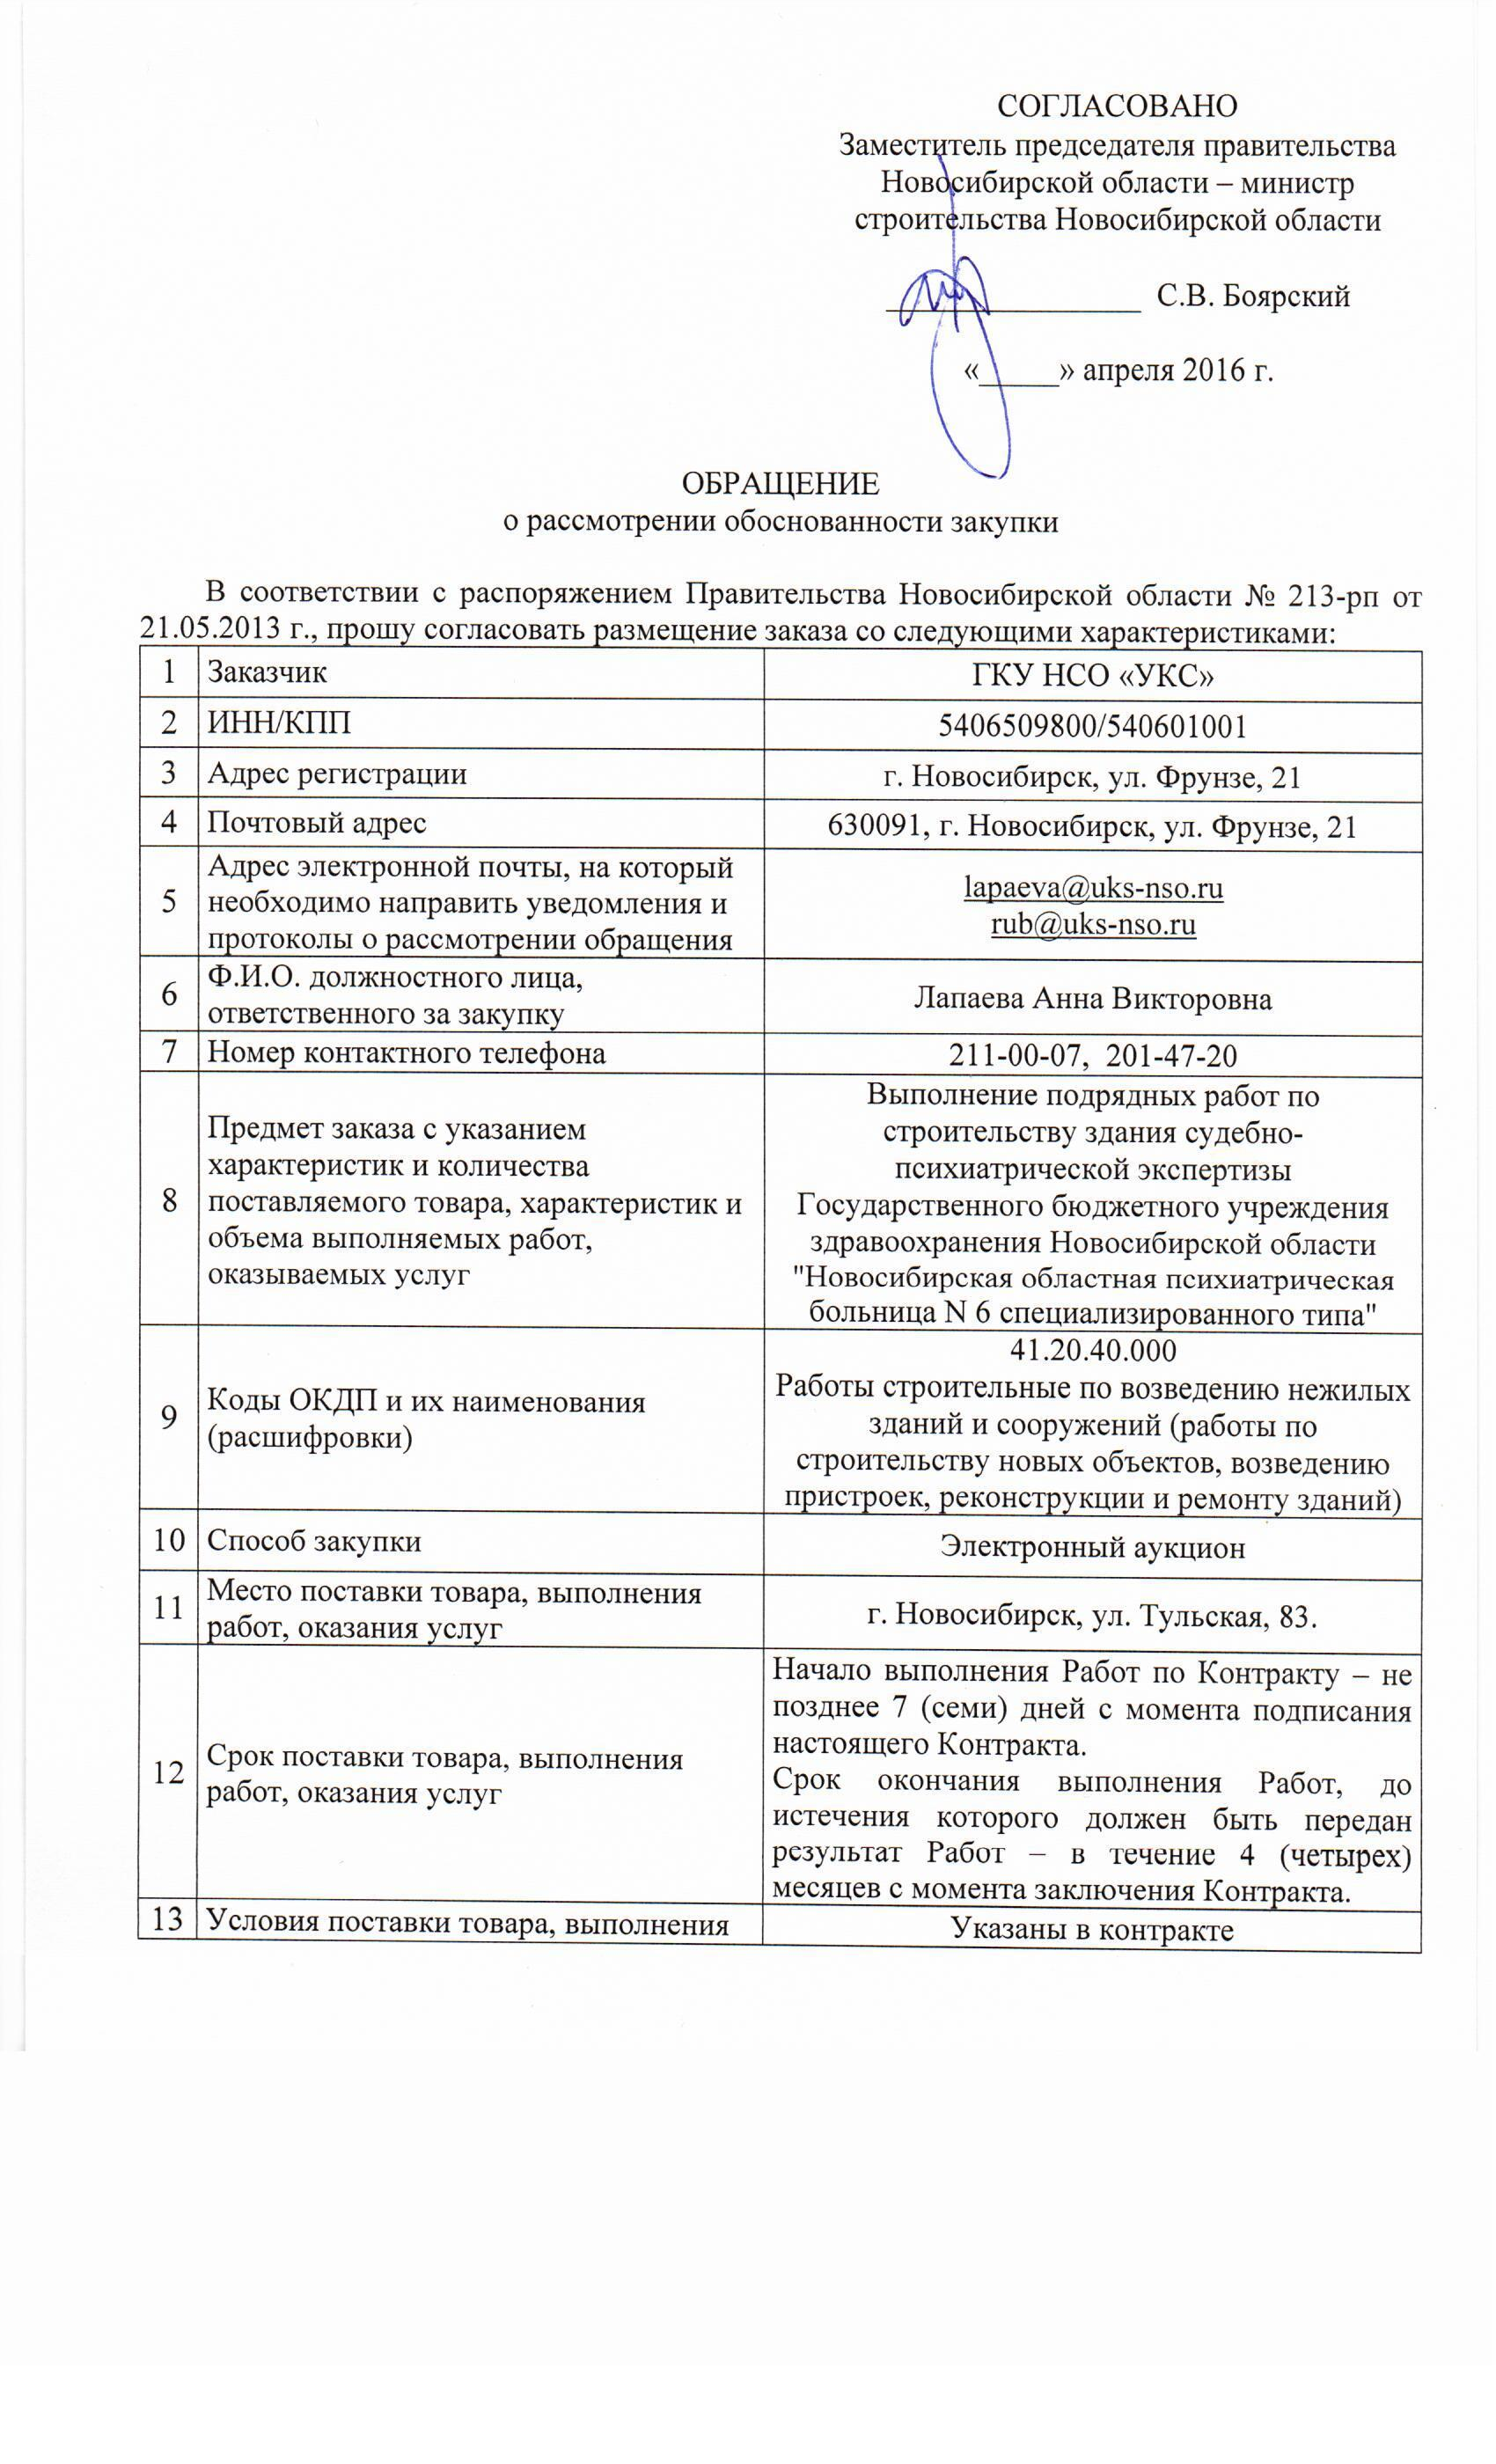 СОГЛАСОВАНО
Заместитель председателя правительства
Новосибирской области – министр
строительства Новосибирской области
С.В. Боярский
«_____» апреля 2016 г.
ОБРАЩЕНИЕ
о рассмотрении обоснованности закупки
В соответствии с распоряжением Правительства Новосибирской области № 213-рп от
21.05.2013 г., прошу согласовать размещение заказа со следующими характеристиками:
1 Заказчик ГКУ НСО «УКС»
2 ИНН/КПП 5406509800/540601001
3 Адрес регистрации г. Новосибирск, ул. Фрунзе, 21
4 Почтовый адрес 630091, г. Новосибирск, ул. Фрунзе, 21
5
Адрес электронной почты, на который
необходимо направить уведомления и
протоколы о рассмотрении обращения
lapaeva@uks-nso.ru
rub@uks-nso.ru
6
Ф.И.О. должностного лица,
ответственного за закупку
Лапаева Анна Викторовна
7 Номер контактного телефона 211-00-07, 201-47-20
8
Предмет заказа с указанием
характеристик и количества
поставляемого товара, характеристик и
объема выполняемых работ,
оказываемых услуг
Выполнение подрядных работ по
строительству здания судебно-
психиатрической экспертизы
Государственного бюджетного учреждения
здравоохранения Новосибирской области
"Новосибирская областная психиатрическая
больница N 6 специализированного типа"
9
Коды ОКДП и их наименования
(расшифровки)
41.20.40.000
Работы строительные по возведению нежилых
зданий и сооружений (работы по
строительству новых объектов, возведению
пристроек, реконструкции и ремонту зданий)
10 Способ закупки Электронный аукцион
11
Место поставки товара, выполнения
работ, оказания услуг
г. Новосибирск, ул. Тульская, 83.
12
Срок поставки товара, выполнения
работ, оказания услуг
Начало выполнения Работ по Контракту – не
позднее 7 (семи) дней с момента подписания
настоящего Контракта.
Срок окончания выполнения Работ, до
истечения которого должен быть передан
результат Работ – в течение 4 (четырех)
месяцев с момента заключения Контракта.
13 Условия поставки товара, выполнения Указаны в контракте